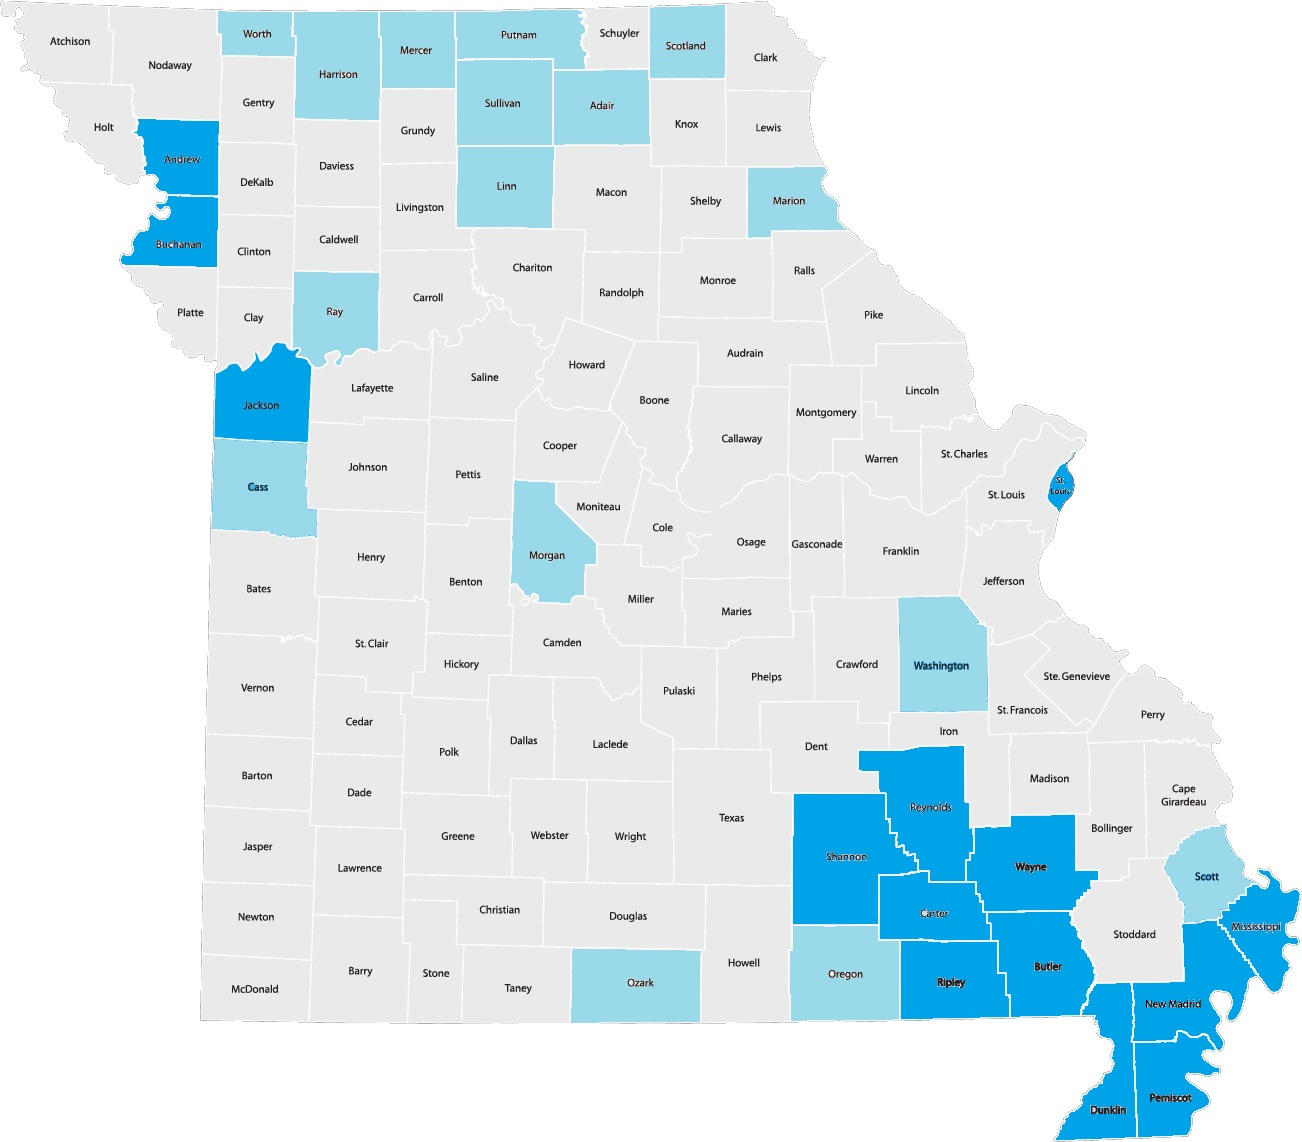 Atchison
Nodaway
Worth
Harrison
Mercer
Putnam
Schuyler
Scotland
Clark
Gentry
Sullivan
Adair
Knox
Lewis
Holt
Andrew
DeKalb
Daviess
Grundy
Livingston
Linn
Macon
Shelby
Marion
Buchanan
Clinton
Caldwell
Chariton
Randolph
Monroe
Ralls
Pike
Platte
Clay
Ray
Carroll
Jackson
Lafayette
Saline
Howard
Boone
Audrain
Callaway
Montgomery
Lincoln
Warren
St. Charles
St. Louis
St.
Louis
Cass
Johnson
Pettis
Cooper
Moniteau
Morgan
Cole
Osage
Gasconade
Franklin
Jefferson
Bates
Henry
Benton
Miller
Maries
Vernon
St. Clair
Hickory
Camden
Pulaski
Phelps
Crawford
Washington
Ste. Genevieve
St. Francois
Perry
Cedar
Polk
Dallas
Laclede
Dent
Iron
Barton
Dade
Greene
Webster
Wright
Texas
Shannon
Reynolds
Madison
Bollinger
Cape
Girardeau
Jasper
Lawrence
Christian
Douglas
Wayne
Scott
Newton
Carter
Stoddard
Mississippi
McDonald
Barry
Stone
Taney
Ozark
Howell
Oregon
Ripley
Butler
New Madrid
Dunklin
Pemiscot